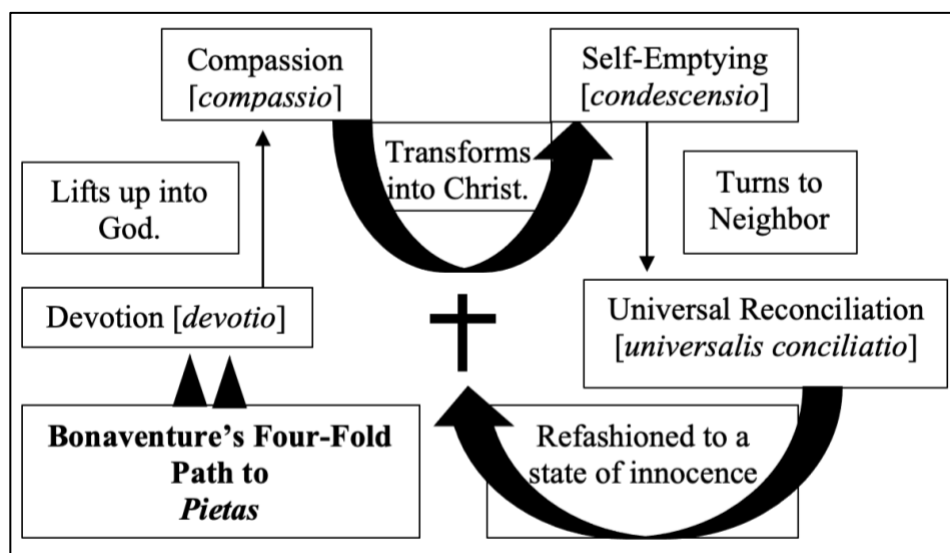 Compassion
[compassio]
Self-Emptying
[condescensio]
Transforms
into Christ.
Lifts up into
God.
Turns to
Neighbor
Devotion [devotio]
Universal Reconciliation
[universalis conciliatio]
Bonaventure’s Four-Fold
Path to
Pietas
Refashioned to a
state of innocence